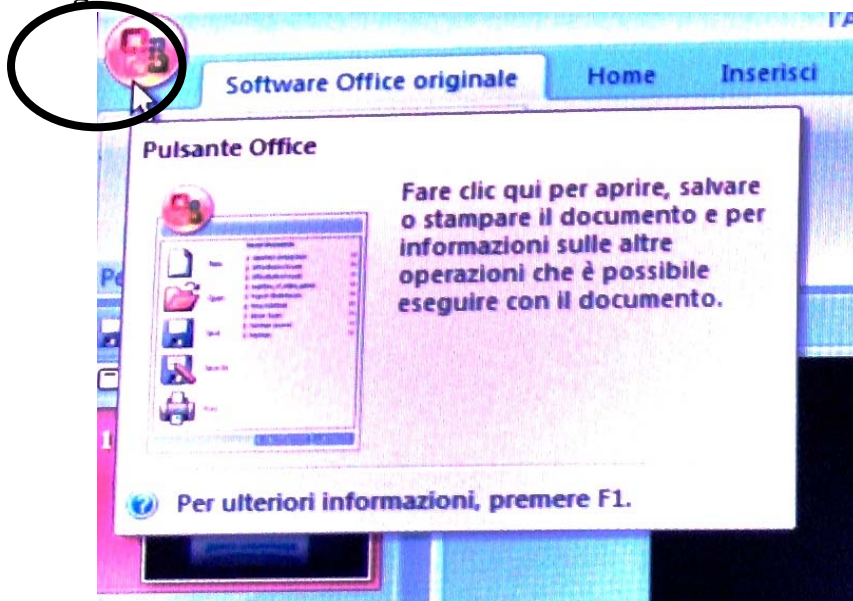 l'A
Software Office originale Home Inserisci
Pulsante Office
Fare clic qui per aprire, salvare
o stampare il documento e per
informazioni sulle altre
operazioni che è possibile
eseguire con il documento.
1
Per ulteriori informazioni, premere F1.